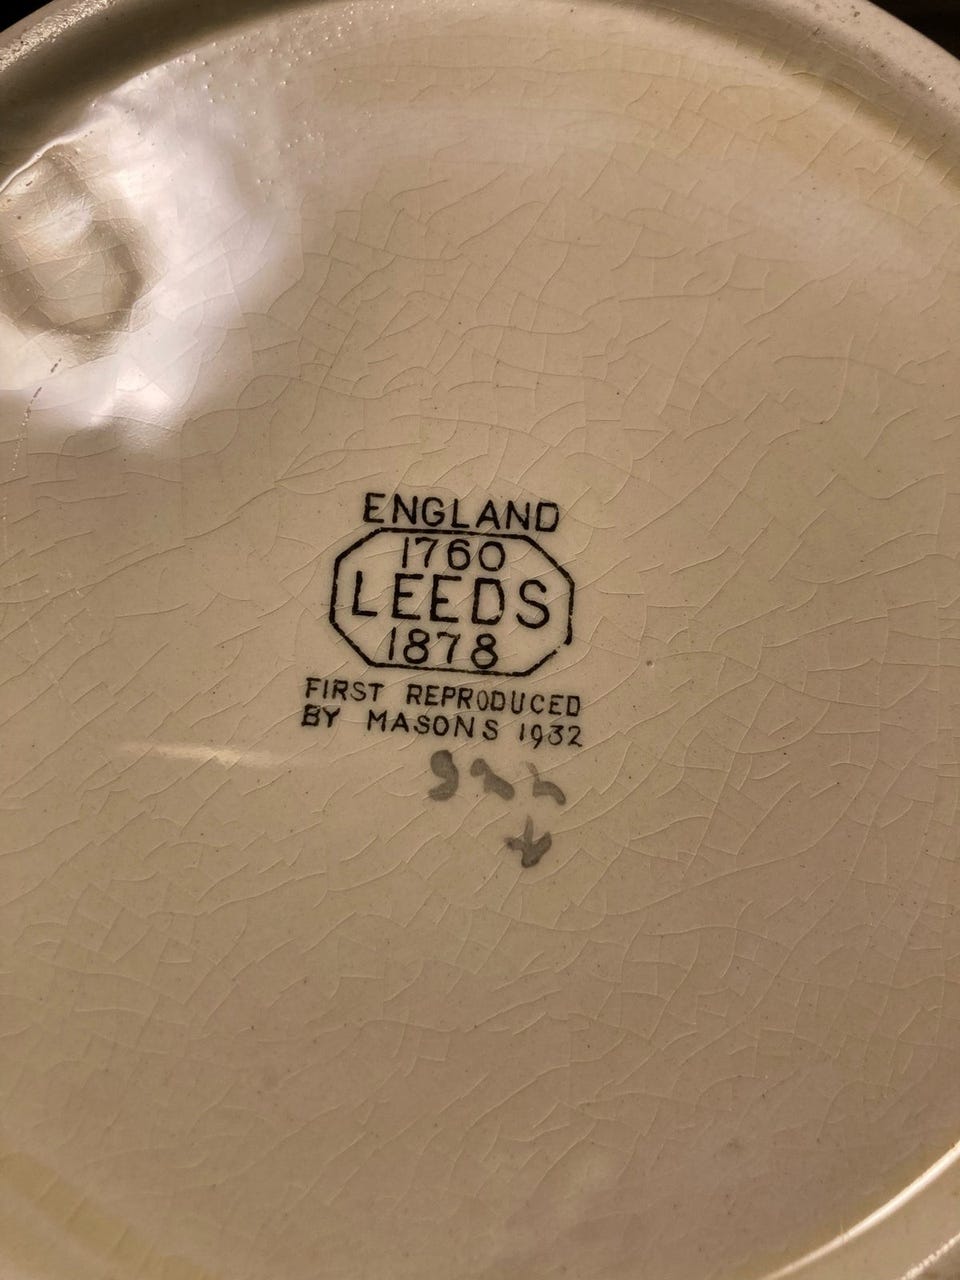 ENGLAND
1760
LEEDS
1878
FIRST REPRODUCED
BY MASONS 1932